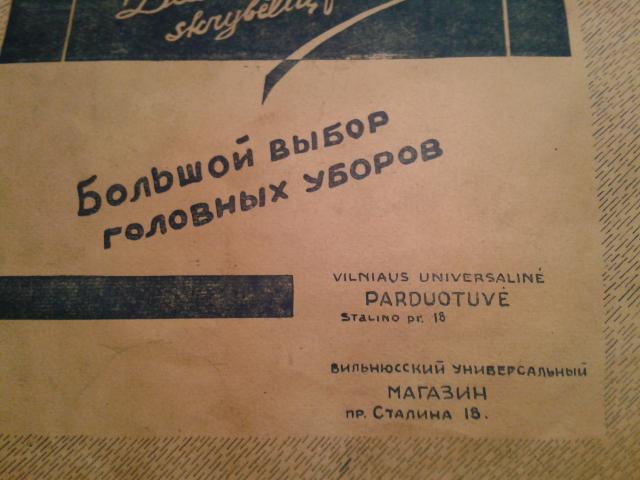 skrybėlių
Большой выбор
головных уборов
VILNIAUS UNIVERSALINĖ
PARDUOTUVĖ
Stalino pr. 18
ВИЛЬНЮССКИЙ УНИВЕРСАЛЬНЫЙ
МАГАЗИН
пр. Сталина 18.